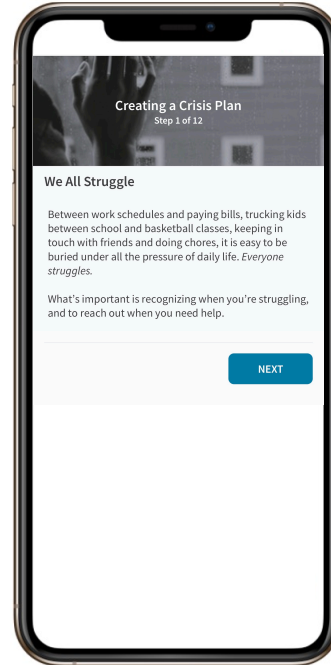 Creating a Crisis Plan
Step 1 of 12
We All Struggle
Between work schedules and paying bills, trucking kids
between school and basketball classes, keeping in
touch with friends and doing chores, it is easy to be
buried under all the pressure of daily life. Everyone
struggles.
What's important is recognizing when you're struggling,
and to reach out when you need help.
NEXT